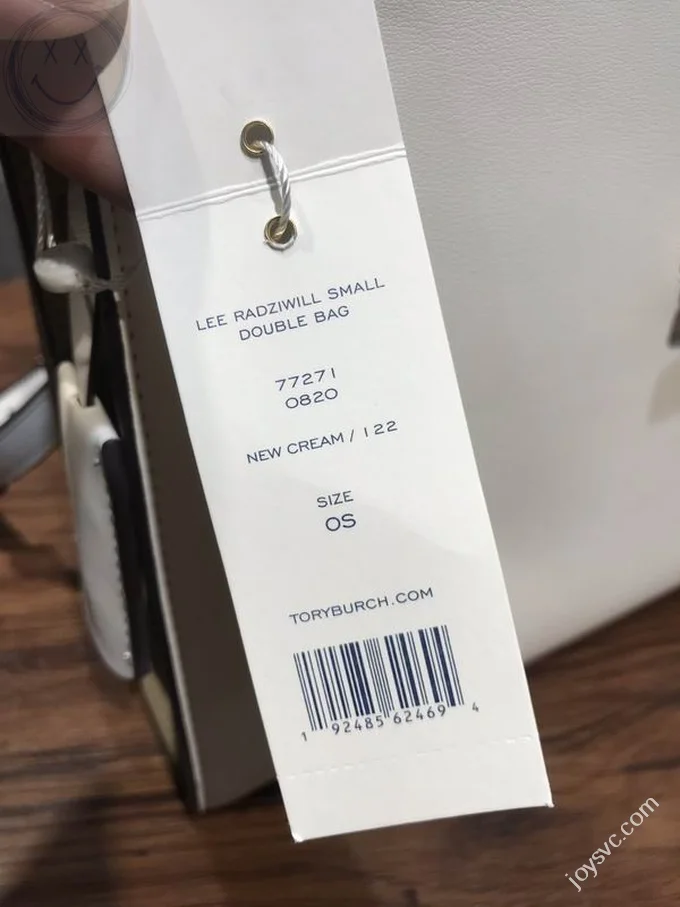 LEE RADZIWILL SMALL
DOUBLE BAG
77271
0820
NEW CREAM / 122
SIZE
OS
TORYBURCH.COM
1 92485 62469 4
joysvc.com